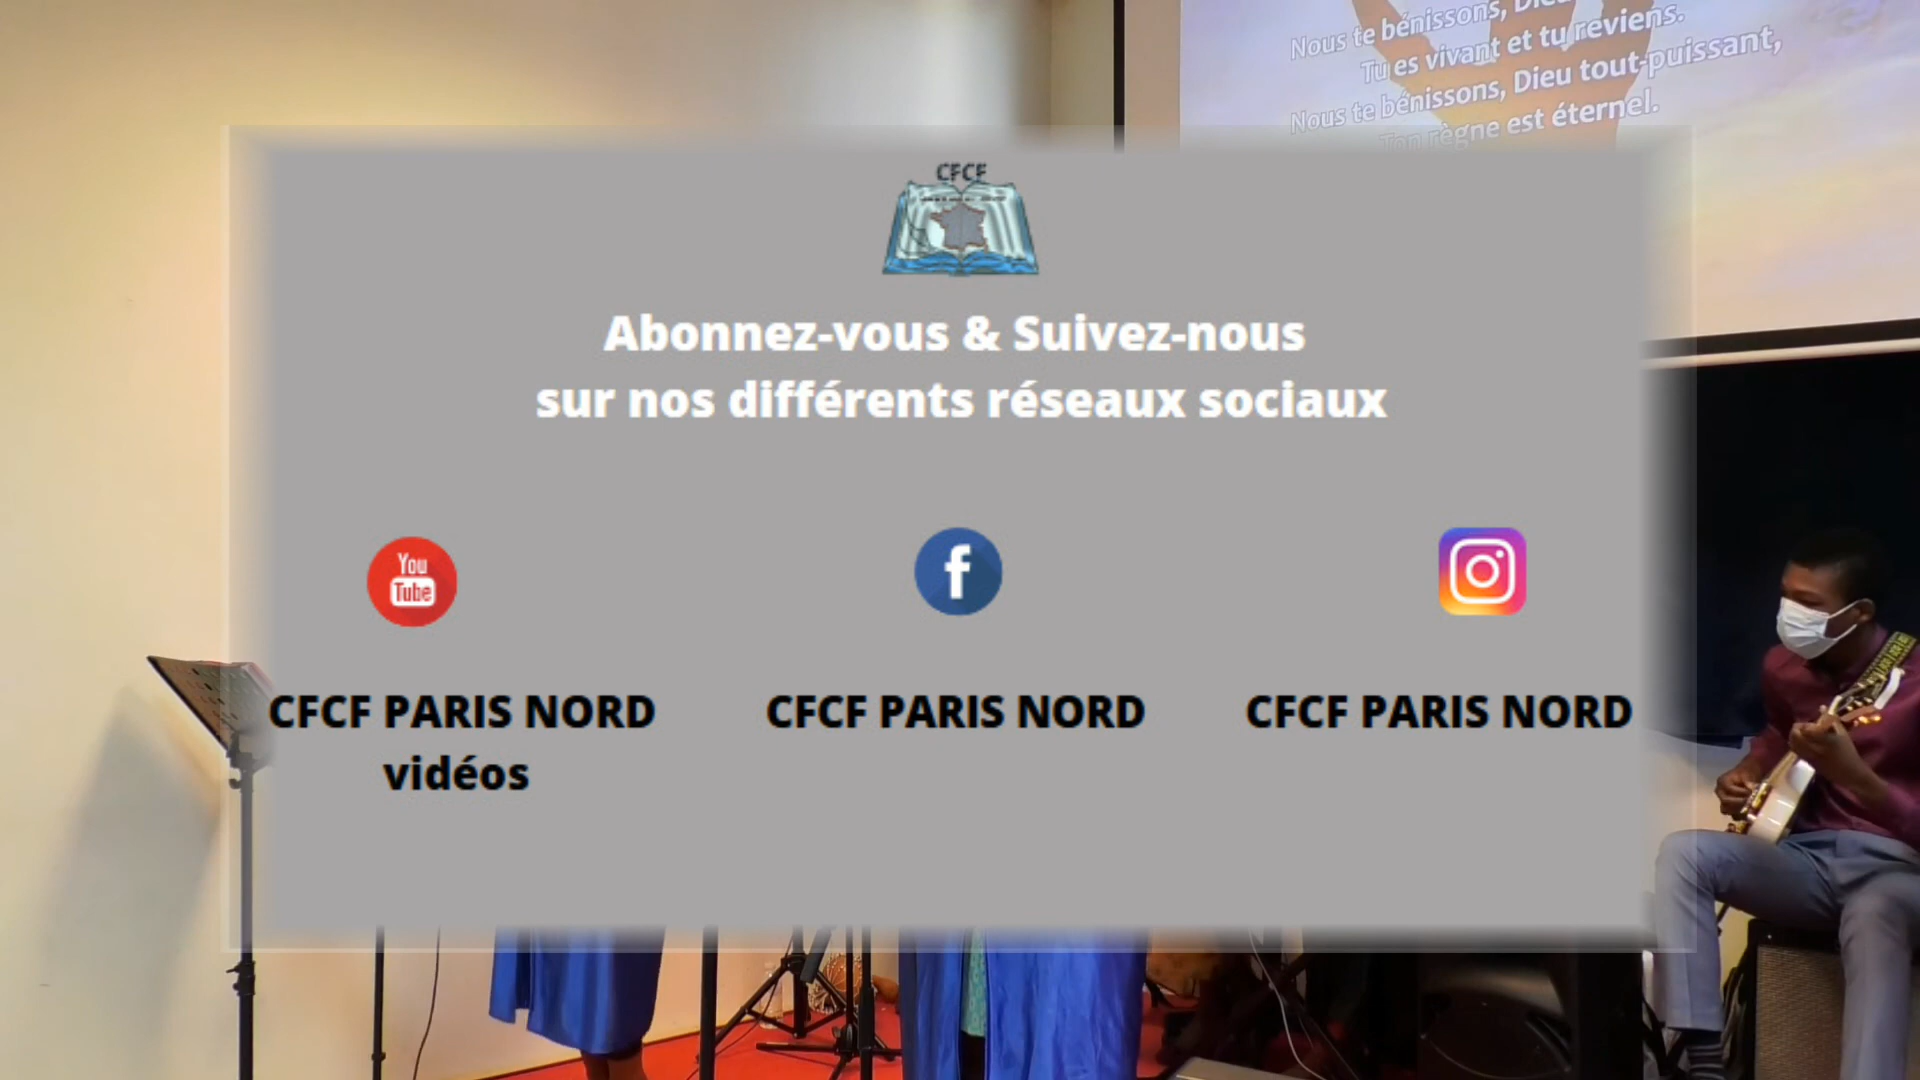 Nous te bénissons,
Tu es vivant et tu reviens.
Nous te bénissons, Dieu tout-puissant,
Ton règne est éternel.
CFCF
Abonnez-vous & Suivez-nous
sur nos différents réseaux sociaux
You
Tube
f
CFCF PARIS NORD
vidéos
CFCF PARIS NORD
CFCF PARIS NORD